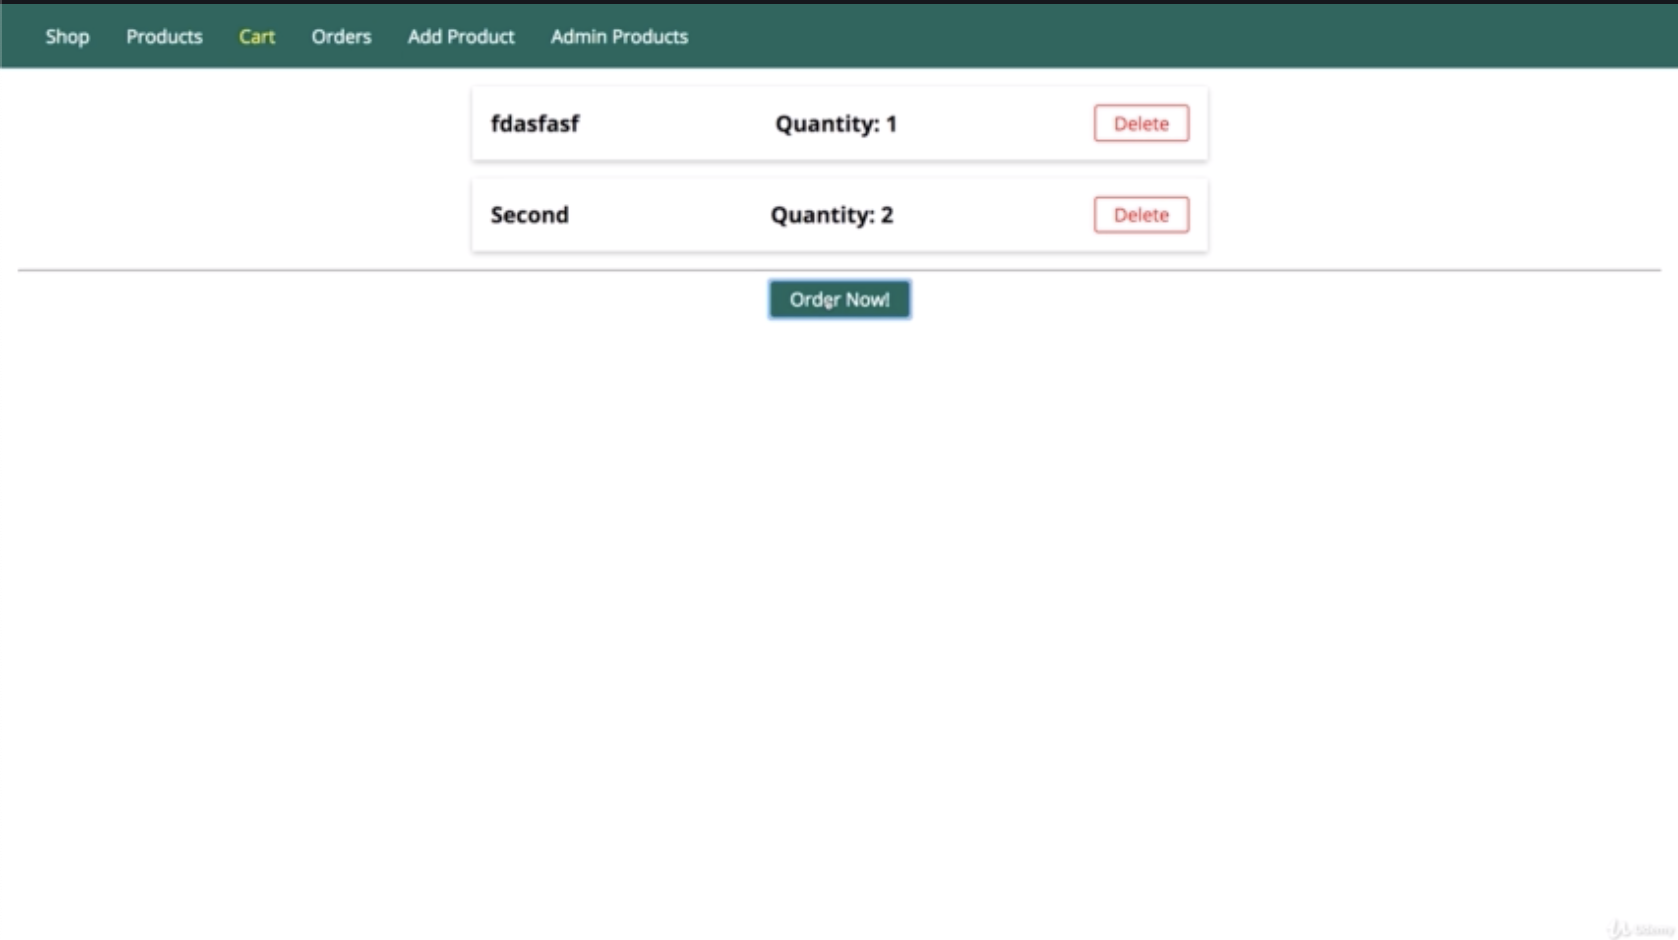 Shop Products Cart Orders Add Product Admin Products
fdasfasf Quantity: 1 Delete
Second Quantity: 2 Delete
Order Now!
Udemy